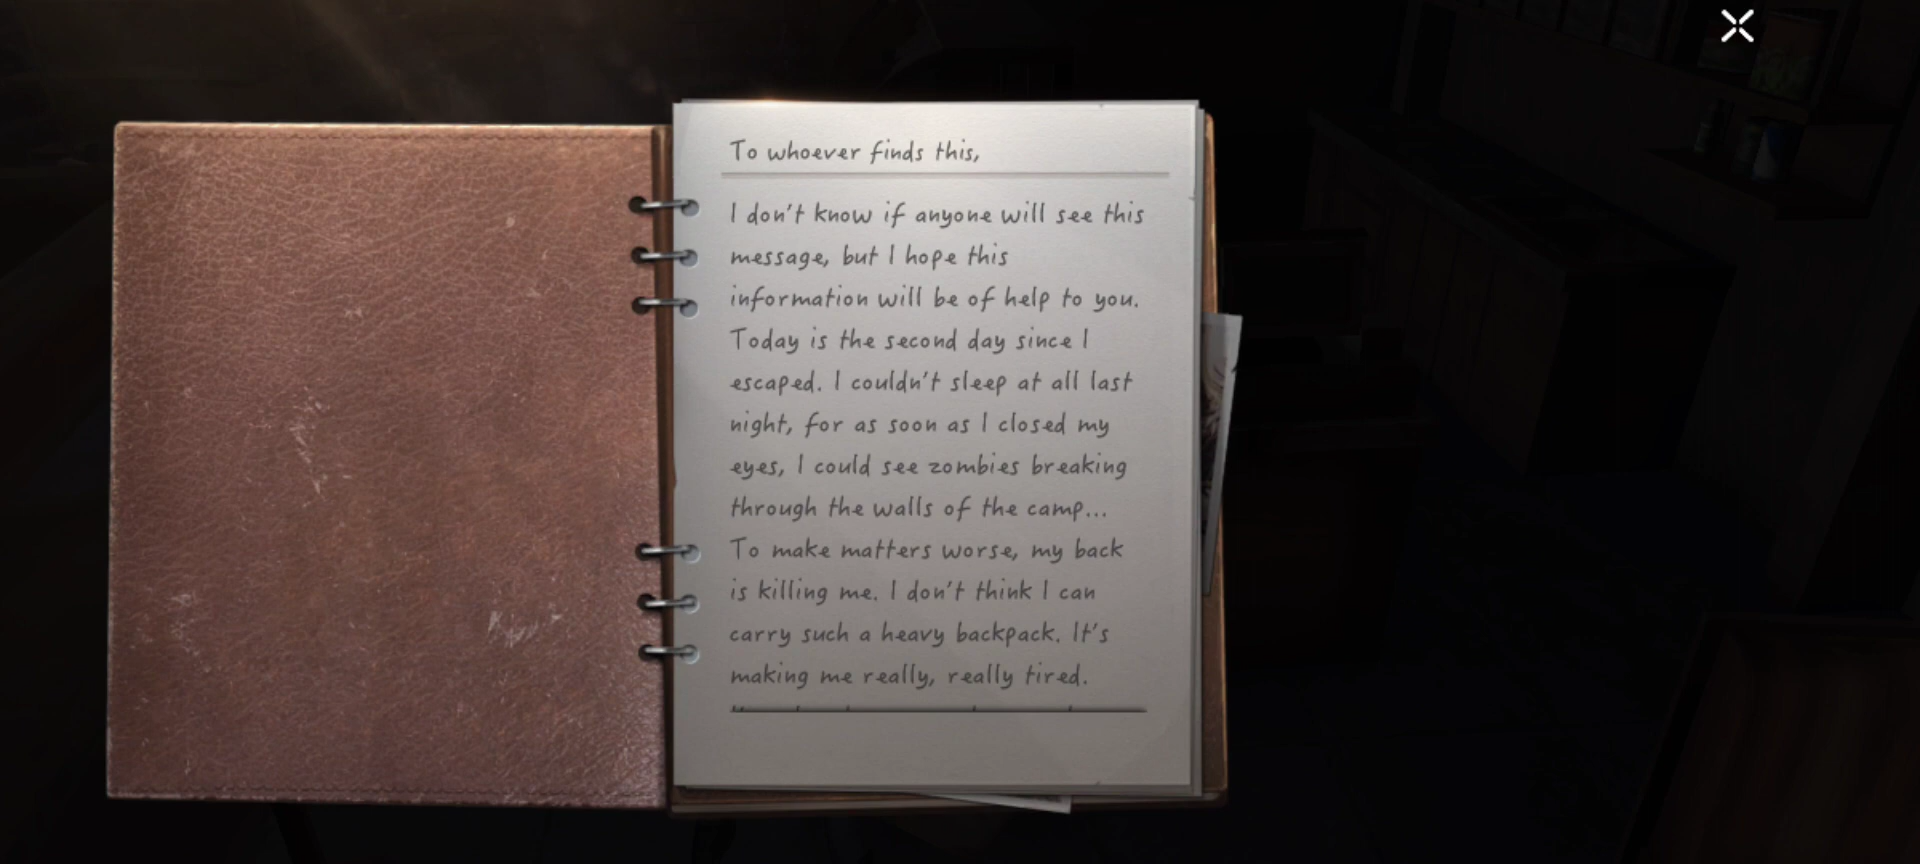 To whoever finds this,
I don't know if anyone will see this
message, but I hope this
information will be of help to you.
Today is the second day since I
escaped. I couldn't sleep at all last
night, for as soon as I closed my
eyes, I could see zombies breaking
through the walls of the camp...
To make matters worse, my back
is killing me. I don't think I can
carry such a heavy backpack. It's
making me really, really tired.